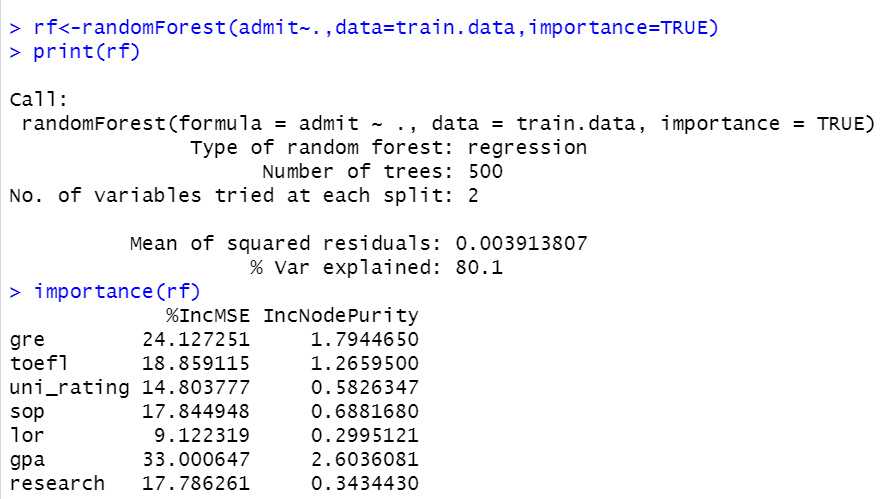 > rf<-randomForest(admit~.,data=train.data,importance=TRUE)
> print(rf)
Call:
randomForest(formula = admit ~ ., data = train.data, importance = TRUE)
Type of random forest: regression
Number of trees: 500
No. of variables tried at each split: 2
Mean of squared residuals: 0.003913807
% Var explained: 80.1
> importance(rf)
%IncMSE IncNodePurity
gre 24.127251 1.7944650
toefl 18.859115 1.2659500
uni_rating 14.803777 0.5826347
sop 17.844948 0.6881680
lor 9.122319 0.2995121
gpa 33.000647 2.6036081
research 17.786261 0.3434430